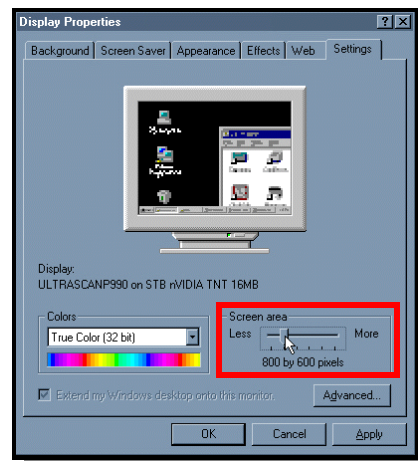 Display Properties
Background Screen Saver Appearance Effects Web Settings
Display:
ULTRASCANP990 on STB nVIDIA TNT 16MB
Colors
True Color (32 bit)
Screen area
Less More
800 by 600 pixels
Extend my Windows desktop onto this monitor.
Advanced...
OK Cancel Apply